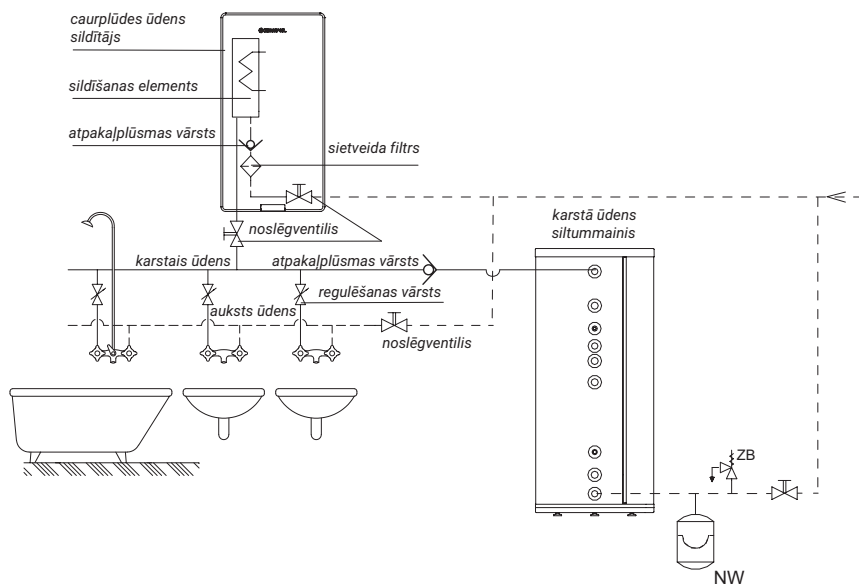 caurplūdes ūdens
sildītājs
sildīšanas elements
atpakaļplūsmas vārsts
sietveida filtrs
noslēgventilis
karstā ūdens
siltummainis
karstais ūdens
atpakaļplūsmas vārsts
regulēšanas vārsts
auksts ūdens
noslēgventilis
ZB
NW